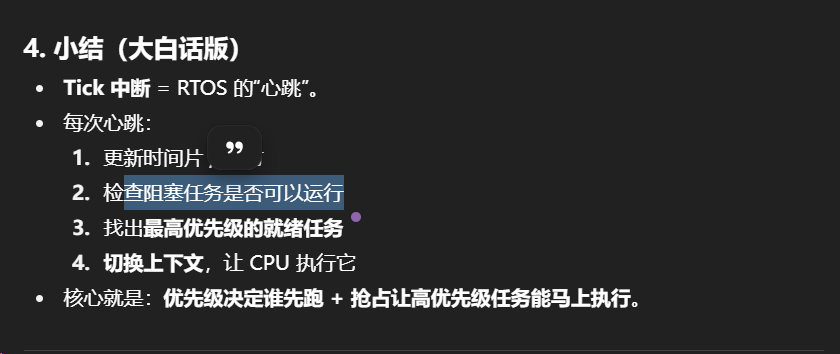 4. 小结（大白话版）
• Tick 中断 = RTOS 的“心跳”。
• 每次心跳：
1. 更新时间片
2. 检查阻塞任务是否可以运行
3. 找出最高优先级的就绪任务
4. 切换上下文，让 CPU 执行它
• 核心就是：优先级决定谁先跑 + 抢占让高优先级任务能马上执行。